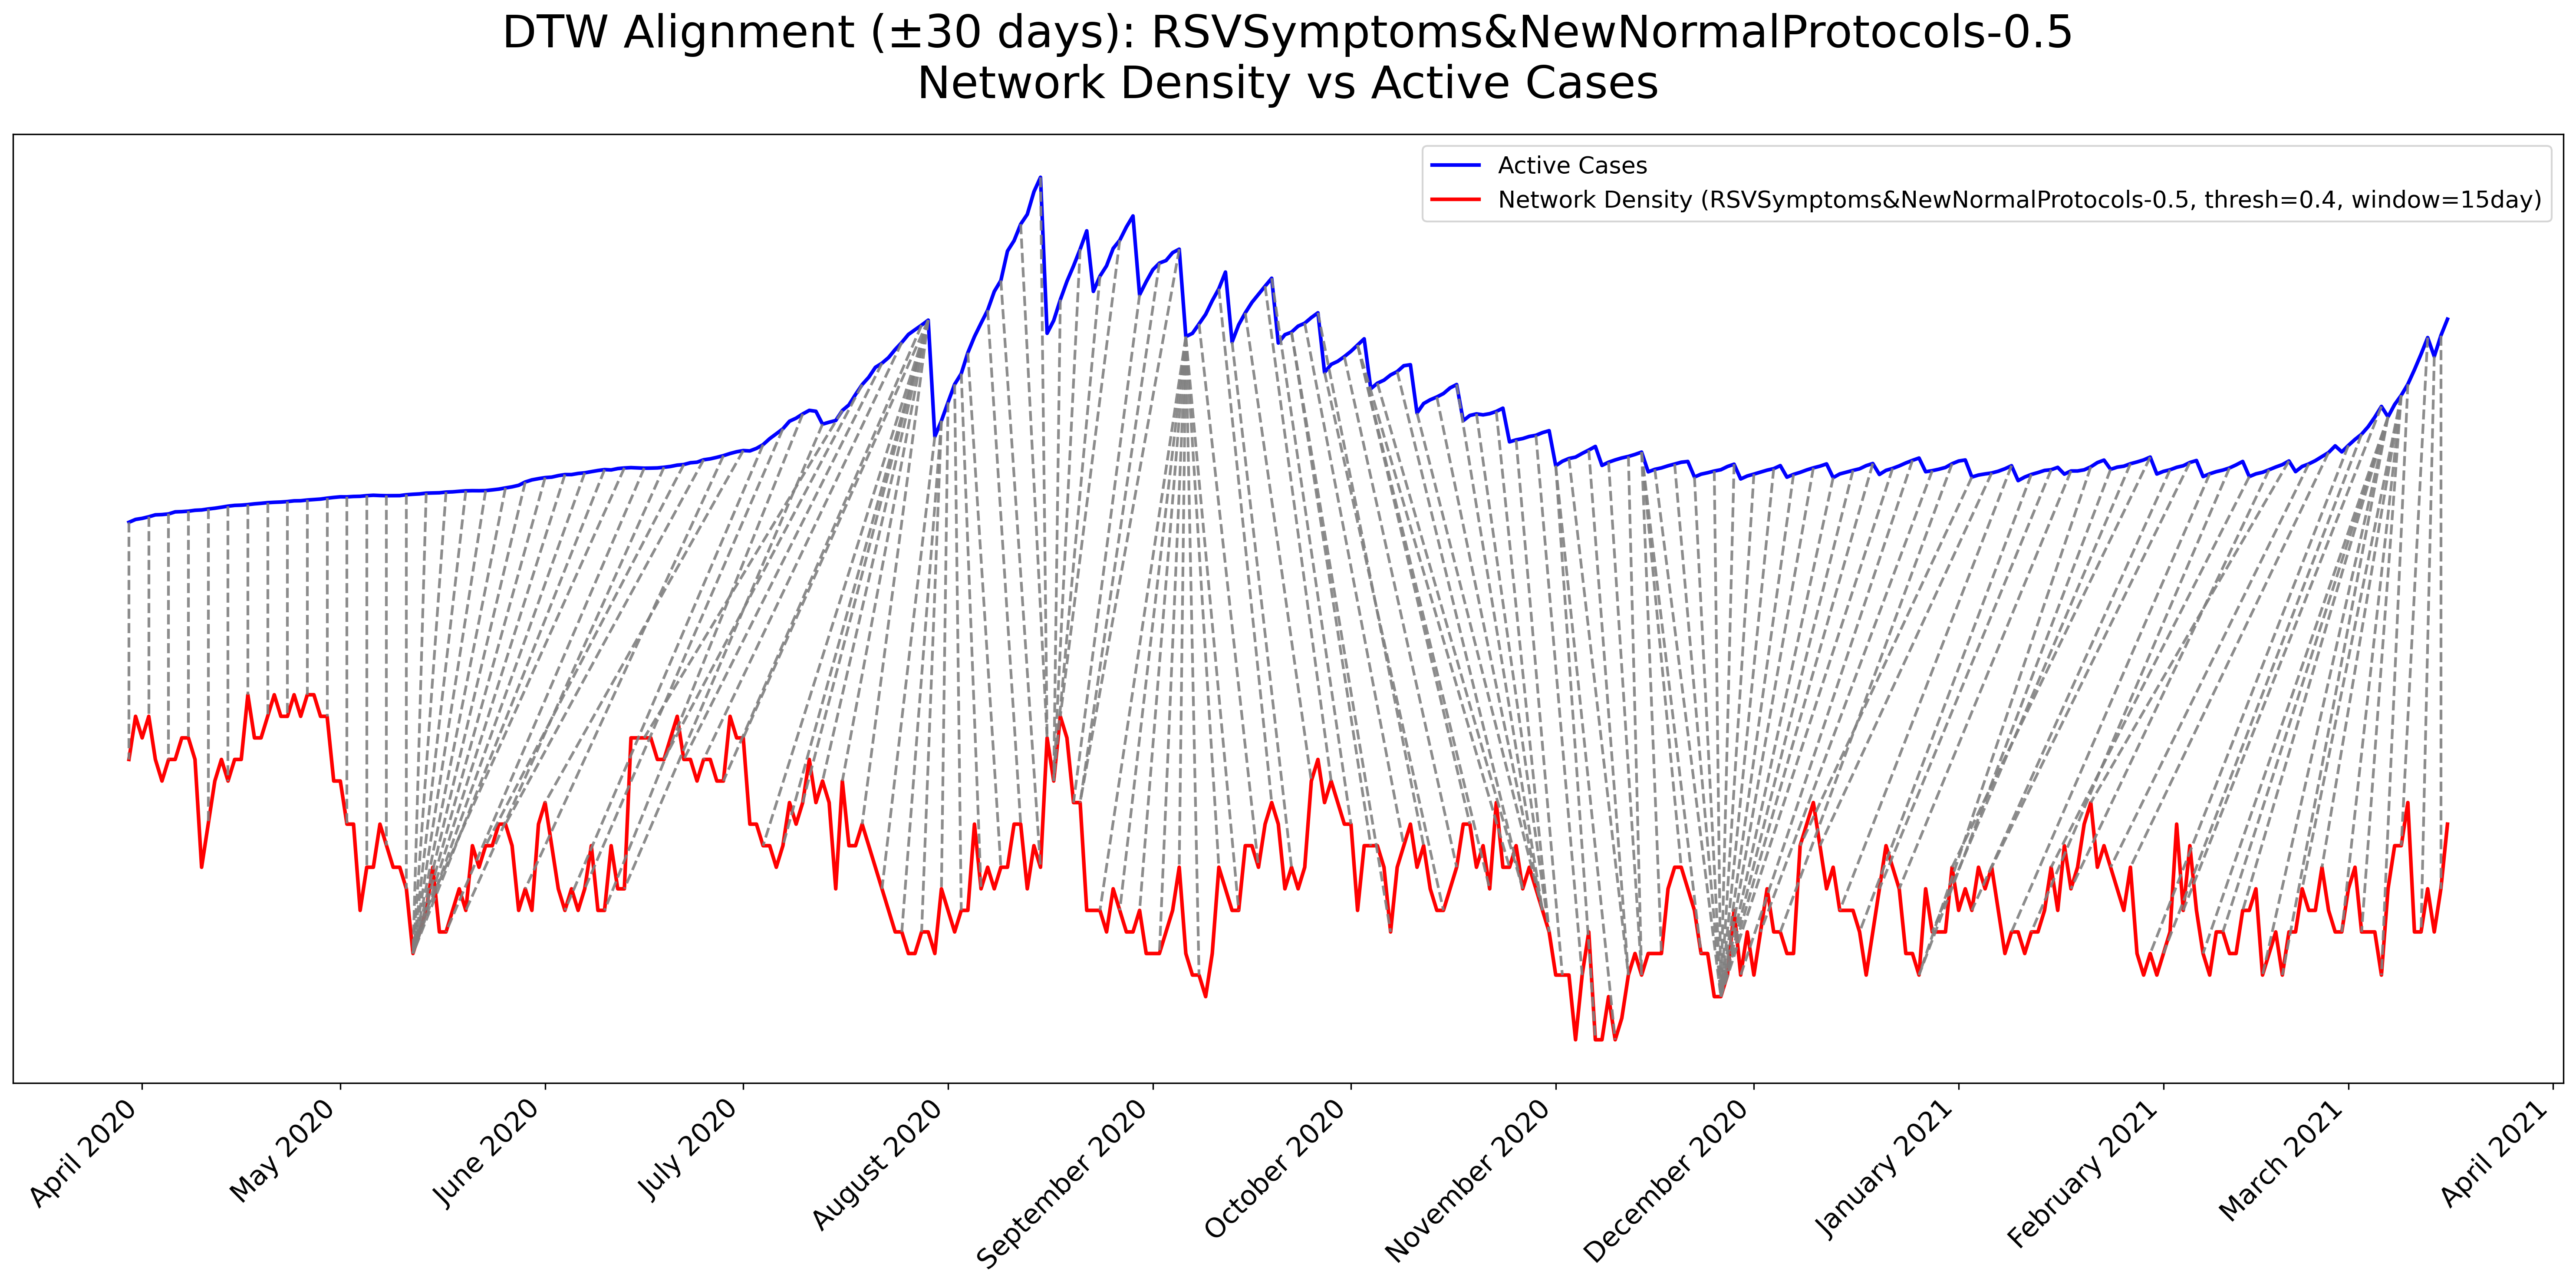 DTW Alignment (±30 days): RSVSymptoms&NewNormalProtocols-0.5
Network Density vs Active Cases
Active Cases
Network Density (RSVSymptoms&NewNormalProtocols-0.5, thresh=0.4, window=15day)
April 2020
May 2020
June 2020
July 2020
August 2020
September 2020
October 2020
November 2020
December 2020
January 2021
February 2021
March 2021
April 2021